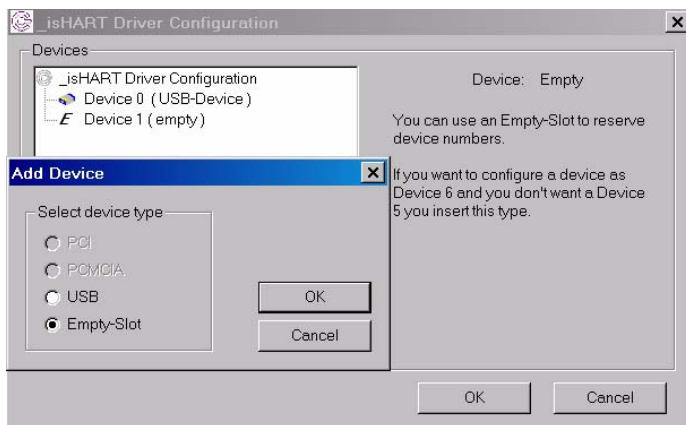 _isHART Driver Configuration
Devices
_isHART Driver Configuration
Device 0 (USB-Device)
E Device 1 (empty)
Device: Empty
You can use an Empty-Slot to reserve
device numbers.
If you want to configure a device as
Device 6 and you don't want a Device
5 you insert this type.
Add Device
Select device type
PCI
PCMCIA
USB
Empty-Slot
OK
Cancel
OK
Cancel